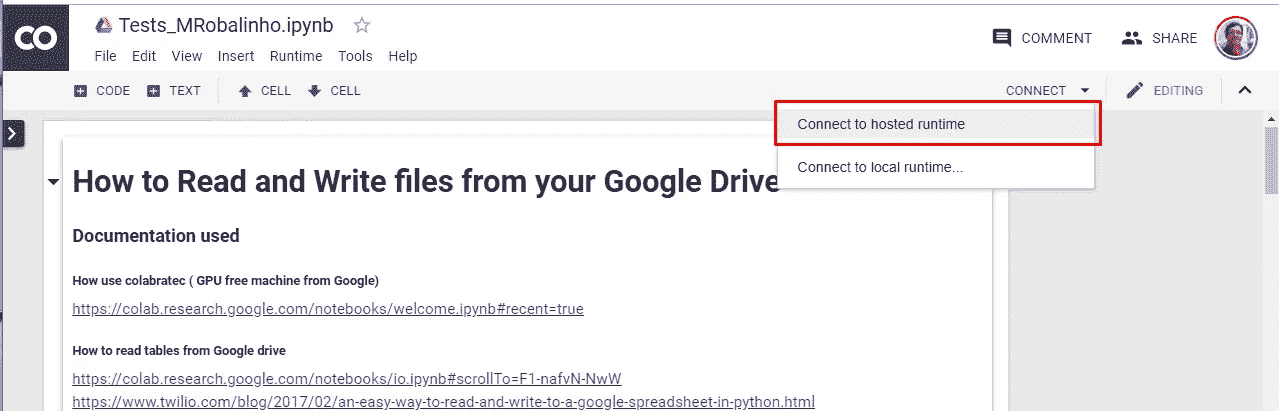 CO
Tests_MRobalinho.ipynb
File Edit View Insert Runtime Tools Help
COMMENT SHARE
CODE TEXT CELL CELL CONNECT EDITING
Connect to hosted runtime
Connect to local runtime...
How to Read and Write files from your Google Drive
Documentation used
How use colabratec ( GPU free machine from Google)
https://colab.research.google.com/notebooks/welcome.ipynb#recent=true
How to read tables from Google drive
https://colab.research.google.com/notebooks/io.ipynb#scrollTo=F1-nafvN-NwW
https://www.twilio.com/blog/2017/02/an-easy-way-to-read-and-write-to-a-google-spreadsheet-in-python.html